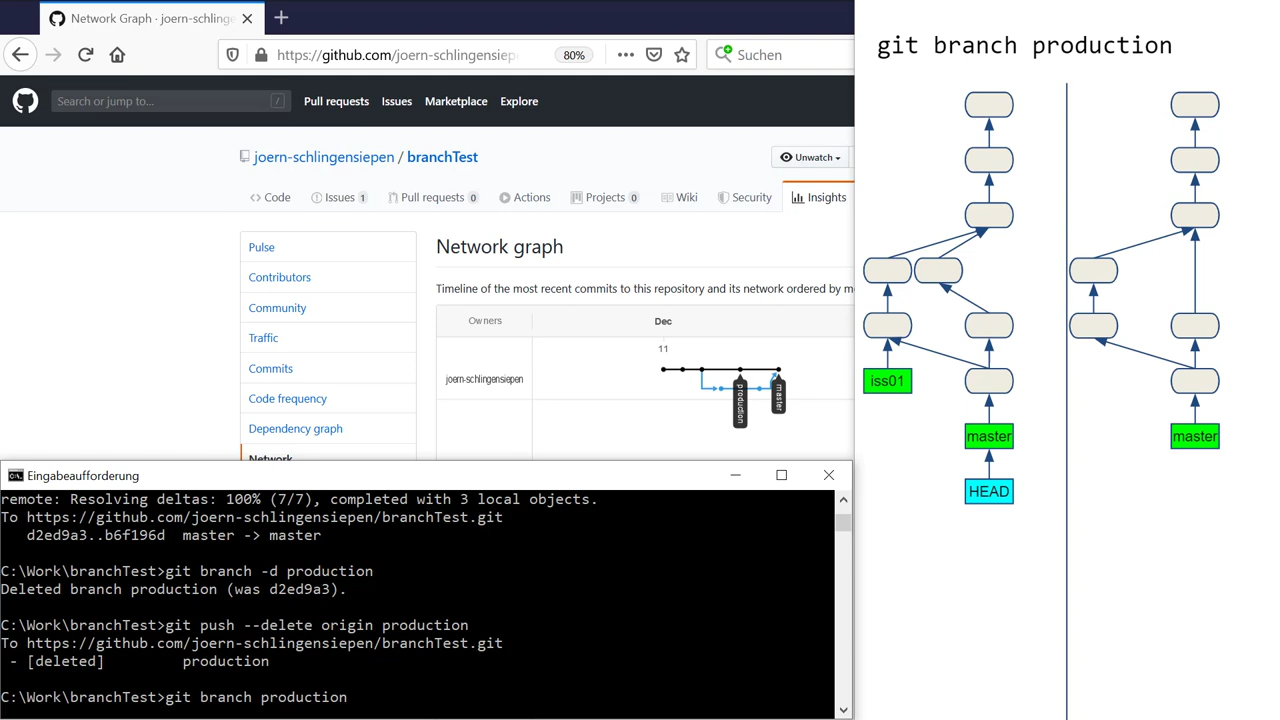 Network Graph · joern-schlings
https://github.com/joern-schlingensiep
80%
Suchen
Search or jump to...
/
Pull requests
Issues
Marketplace
Explore
joern-schlingensiepen / branchTest
Unwatch
Code
Issues 1
Pull requests 0
Actions
Projects 0
Wiki
Security
Insights
Pulse
Contributors
Community
Traffic
Commits
Code frequency
Dependency graph
Network
Network graph
Timeline of the most recent commits to this repository and its network ordered by m
Owners
Dec
11
joern-schlingensiepen
production
master
Eingabeaufforderung
remote: Resolving deltas: 100% (7/7), completed with 3 local objects.
To https://github.com/joern-schlingensiepen/branchTest.git
d2ed9a3..b6f196d  master -> master
C:\Work\branchTest>git branch -d production
Deleted branch production (was d2ed9a3).
C:\Work\branchTest>git push --delete origin production
To https://github.com/joern-schlingensiepen/branchTest.git
- [deleted]         production
C:\Work\branchTest>git branch production
git branch production
iss01
master
HEAD
master